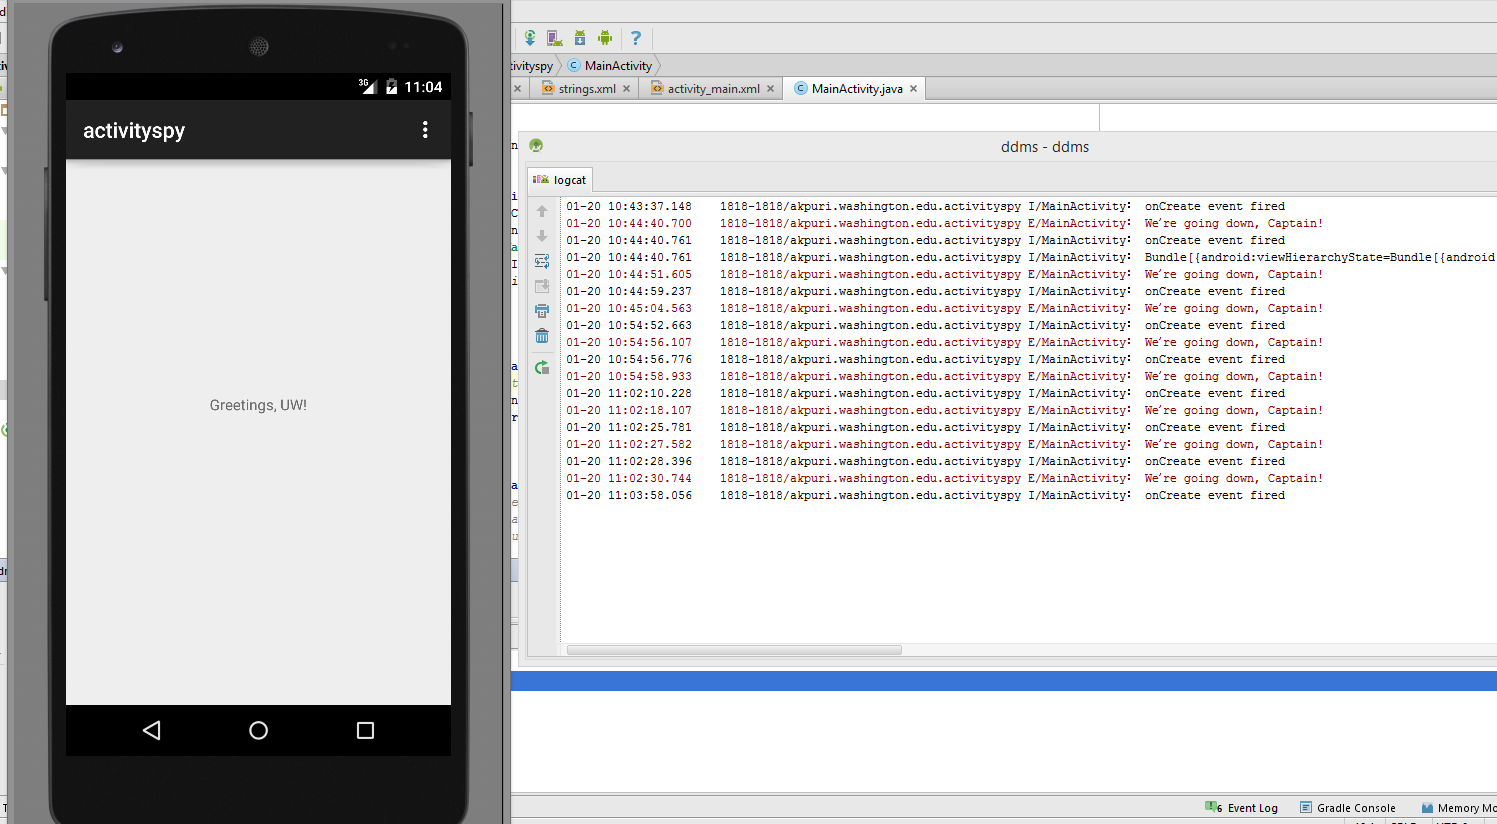 3G 11:04
activityspy
Greetings, UW!
tivityspy MainActivity
strings.xml activity_main.xml MainActivity.java
ddms - ddms
logcat
01-20 10:43:37.148 1818-1818/akpuri.washington.edu.activityspy I/MainActivity: onCreate event fired
01-20 10:44:40.700 1818-1818/akpuri.washington.edu.activityspy E/MainActivity: We're going down, Captain!
01-20 10:44:40.761 1818-1818/akpuri.washington.edu.activityspy I/MainActivity: onCreate event fired
01-20 10:44:40.761 1818-1818/akpuri.washington.edu.activityspy I/MainActivity: Bundle[{android:viewHierarchyState=Bundle[{android
01-20 10:44:51.605 1818-1818/akpuri.washington.edu.activityspy E/MainActivity: We're going down, Captain!
01-20 10:44:59.237 1818-1818/akpuri.washington.edu.activityspy I/MainActivity: onCreate event fired
01-20 10:45:04.563 1818-1818/akpuri.washington.edu.activityspy E/MainActivity: We're going down, Captain!
01-20 10:54:52.663 1818-1818/akpuri.washington.edu.activityspy I/MainActivity: onCreate event fired
01-20 10:54:56.107 1818-1818/akpuri.washington.edu.activityspy E/MainActivity: We're going down, Captain!
01-20 10:54:56.776 1818-1818/akpuri.washington.edu.activityspy I/MainActivity: onCreate event fired
01-20 10:54:58.933 1818-1818/akpuri.washington.edu.activityspy E/MainActivity: We're going down, Captain!
01-20 11:02:10.228 1818-1818/akpuri.washington.edu.activityspy I/MainActivity: onCreate event fired
01-20 11:02:18.107 1818-1818/akpuri.washington.edu.activityspy E/MainActivity: We're going down, Captain!
01-20 11:02:25.781 1818-1818/akpuri.washington.edu.activityspy I/MainActivity: onCreate event fired
01-20 11:02:27.582 1818-1818/akpuri.washington.edu.activityspy E/MainActivity: We're going down, Captain!
01-20 11:02:28.396 1818-1818/akpuri.washington.edu.activityspy I/MainActivity: onCreate event fired
01-20 11:02:30.744 1818-1818/akpuri.washington.edu.activityspy E/MainActivity: We're going down, Captain!
01-20 11:03:58.056 1818-1818/akpuri.washington.edu.activityspy I/MainActivity: onCreate event fired
6 Event Log Gradle Console Memory Mo